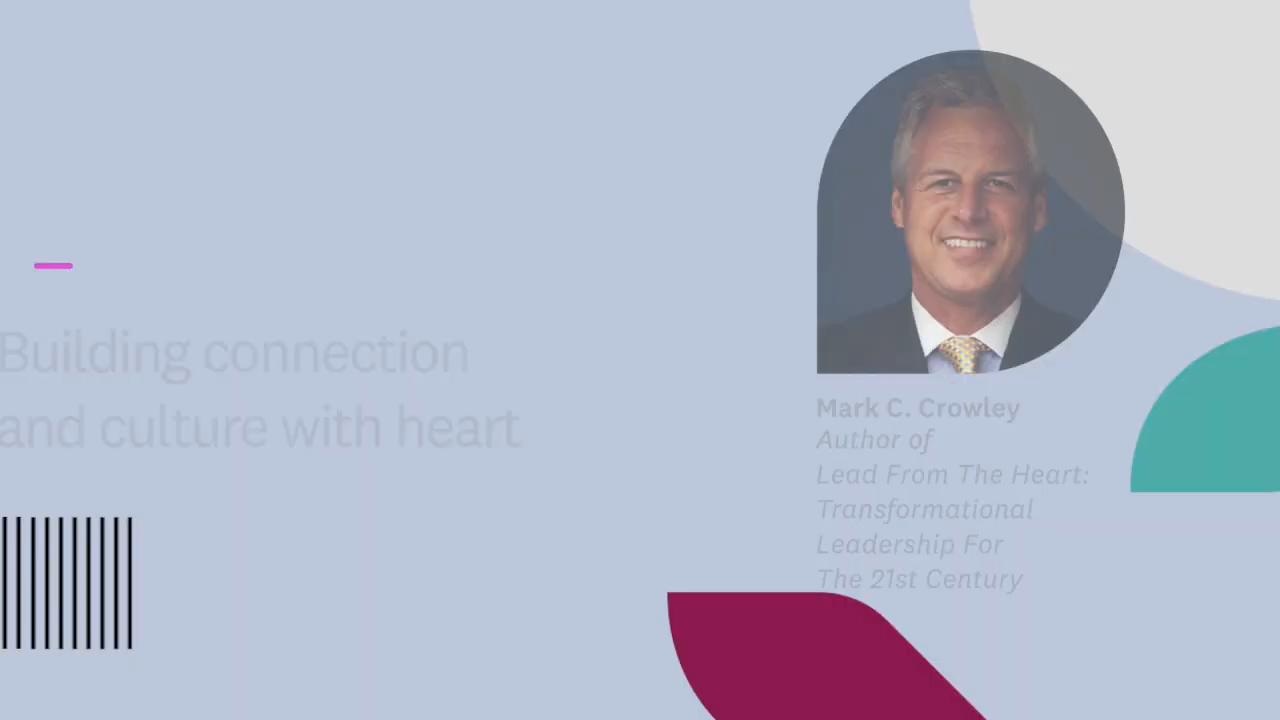 Building connection
and culture with heart
Mark C. Crowley
Author of
Lead From The Heart:
Transformational
Leadership For
The 21st Century